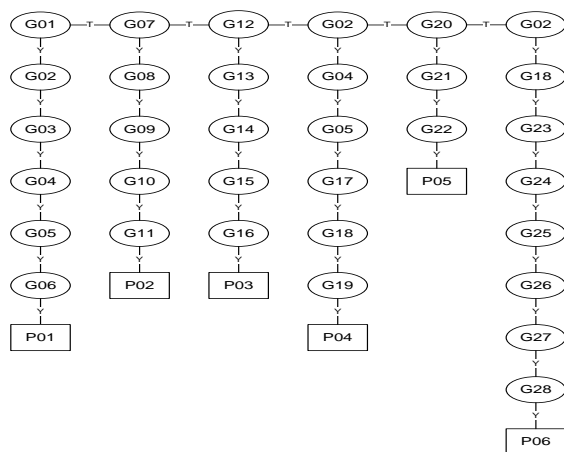 G01 T G07 T G12 T G02 T G20 T G02
Y Y Y Y Y Y
G02 G08 G13 G04 G21 G18
Y Y Y Y Y Y
G03 G09 G14 G05 G22 G23
Y Y Y Y Y Y
G04 G10 G15 G17 P05 G24
Y Y Y Y Y
G05 G11 G16 G18 G25
Y Y Y Y Y
G06 P02 P03 G19 G26
Y Y Y
P01 P04 G27
Y
G28
Y
P06